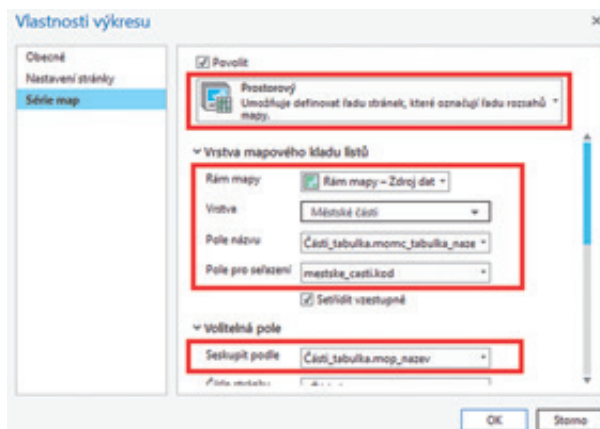 Vlastnosti výkresu
Obecné
Nastavení stránky
Série map
Povolit
Prostorový
Umožňuje definovat řadu stránek, které označují řadu rozsahů
mapy.
Vrstva mapového kladu listů
Rám mapy
Rám mapy – Zdroj dat
Vrstva
Městské části
Pole názvu
Části_tabulka.momc_tabulka_naze
Pole pro seřazení
mestske_casti.kod
Setřídit vzestupně
Volitelná pole
Seskupit podle
Části_tabulka.mop_nazev
Číslo stránky
OK
Storno